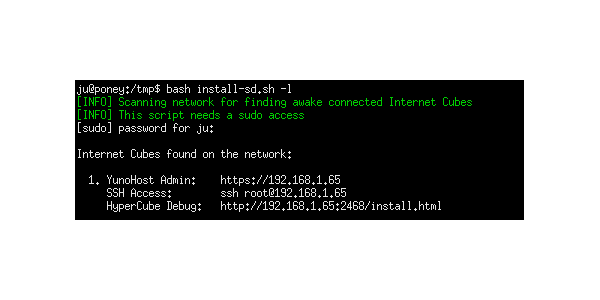 ju@poney:/tmp$ bash install-sd.sh -l
[INFO] Scanning network for finding awake connected Internet Cubes
[INFO] This script needs a sudo access
[sudo] password for ju:
Internet Cubes found on the network:
1. YunoHost Admin: https://192.168.1.65
SSH Access: ssh root@192.168.1.65
HyperCube Debug: http://192.168.1.65:2468/install.html